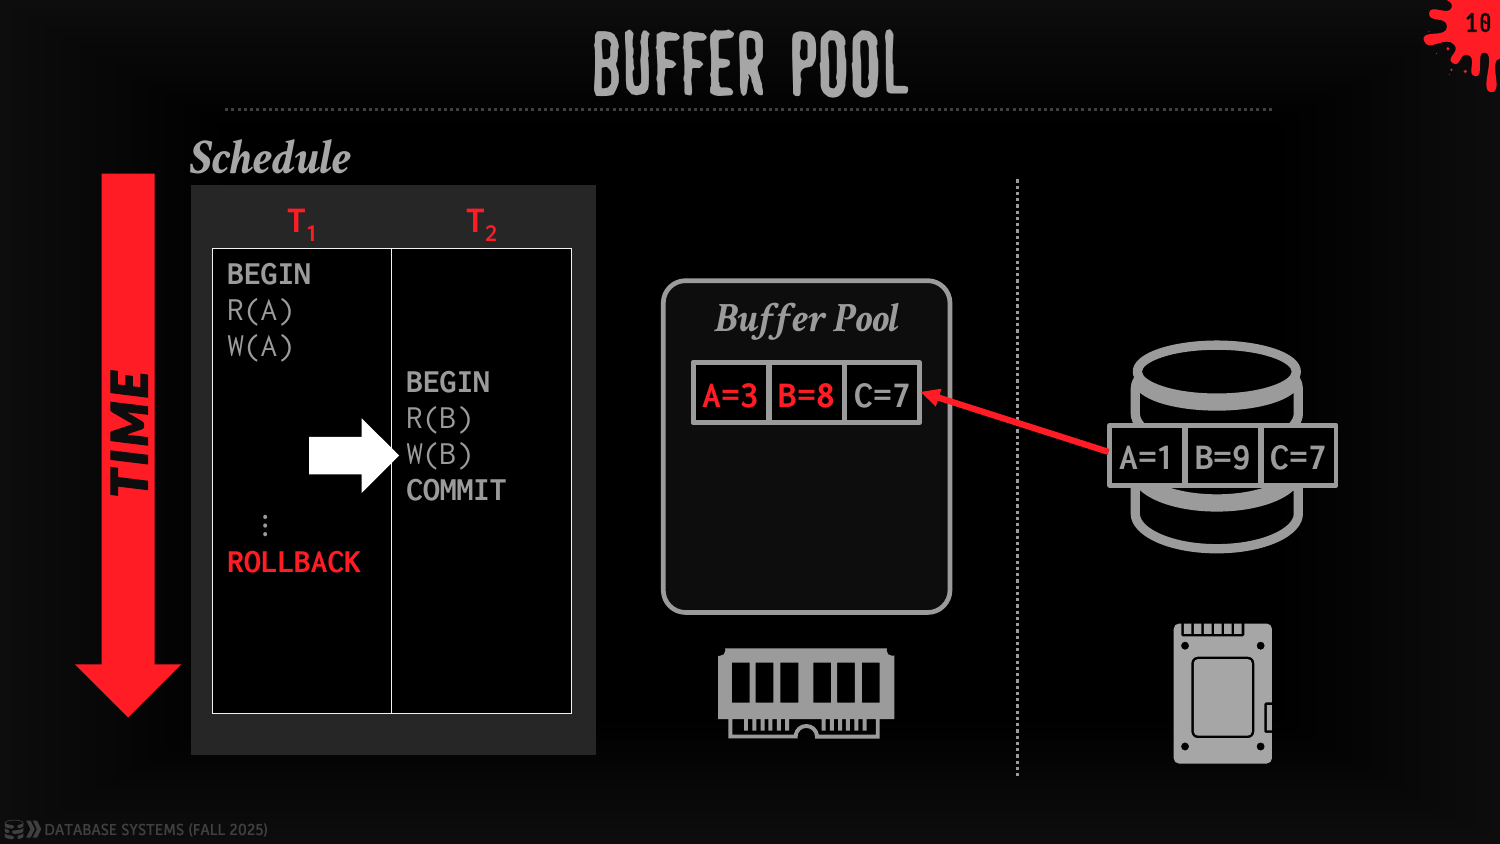 10
BUFFER POOL
Schedule
TIME
T1 T2
BEGIN
R(A)
W(A)
BEGIN
R(B)
W(B)
COMMIT
⋮
ROLLBACK
Buffer Pool
A=3 B=8 C=7
A=1 B=9 C=7
DATABASE SYSTEMS (FALL 2025)